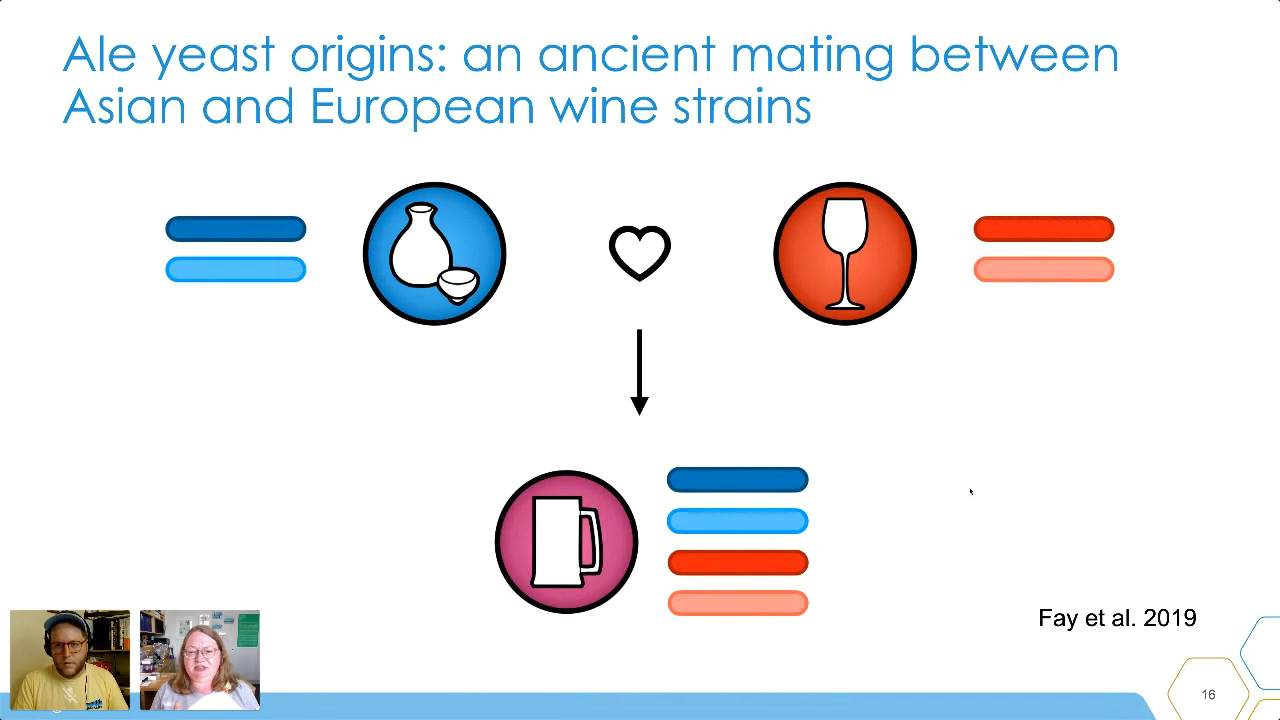 Ale yeast origins: an ancient mating between
Asian and European wine strains
Fay et al. 2019
16